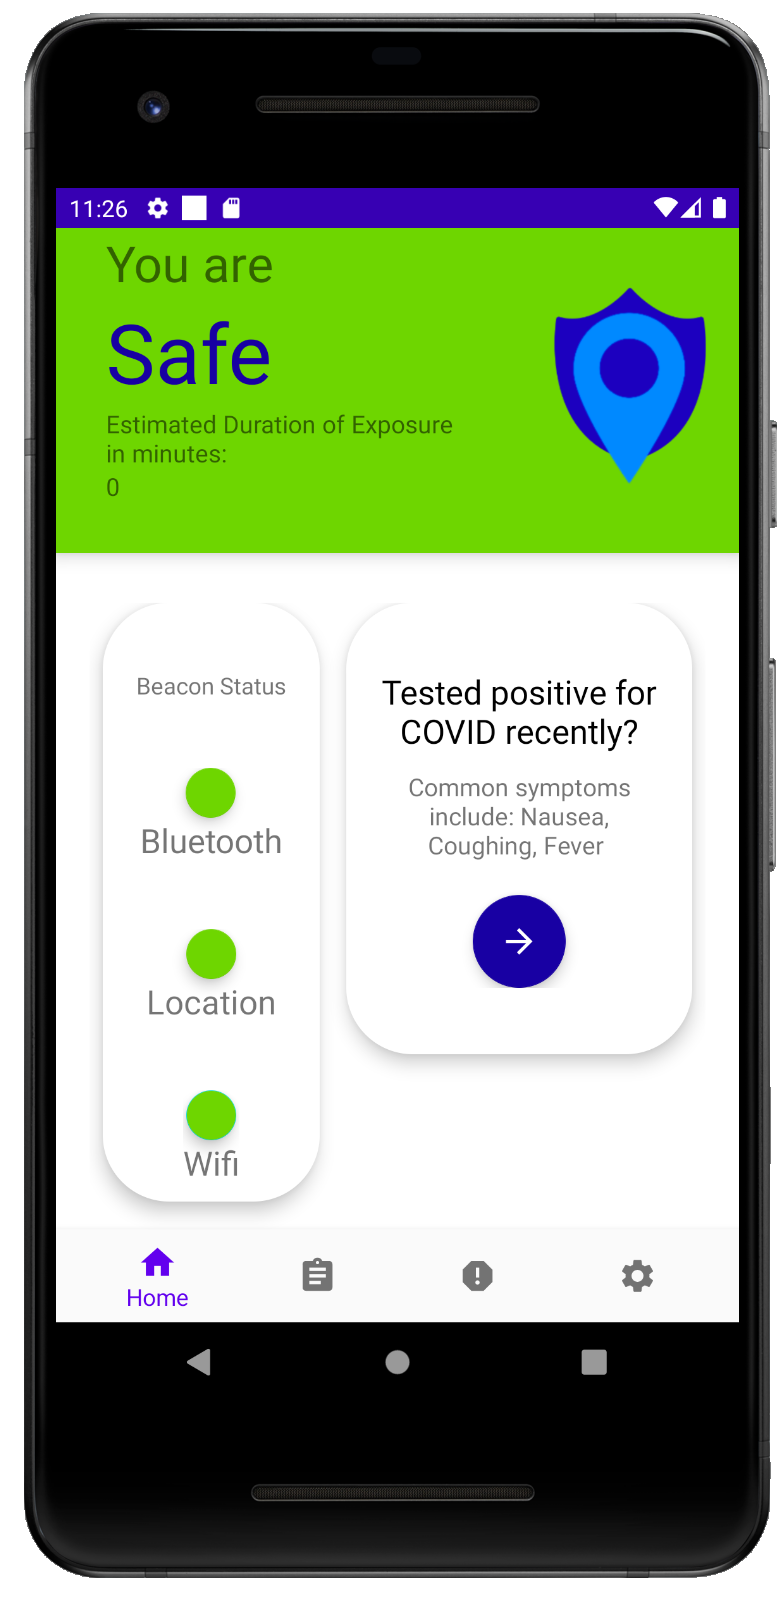 11:26
You are
Safe
Estimated Duration of Exposure
in minutes:
0
Beacon Status
Bluetooth
Location
Wifi
Tested positive for
COVID recently?
Common symptoms
include: Nausea,
Coughing, Fever
Home